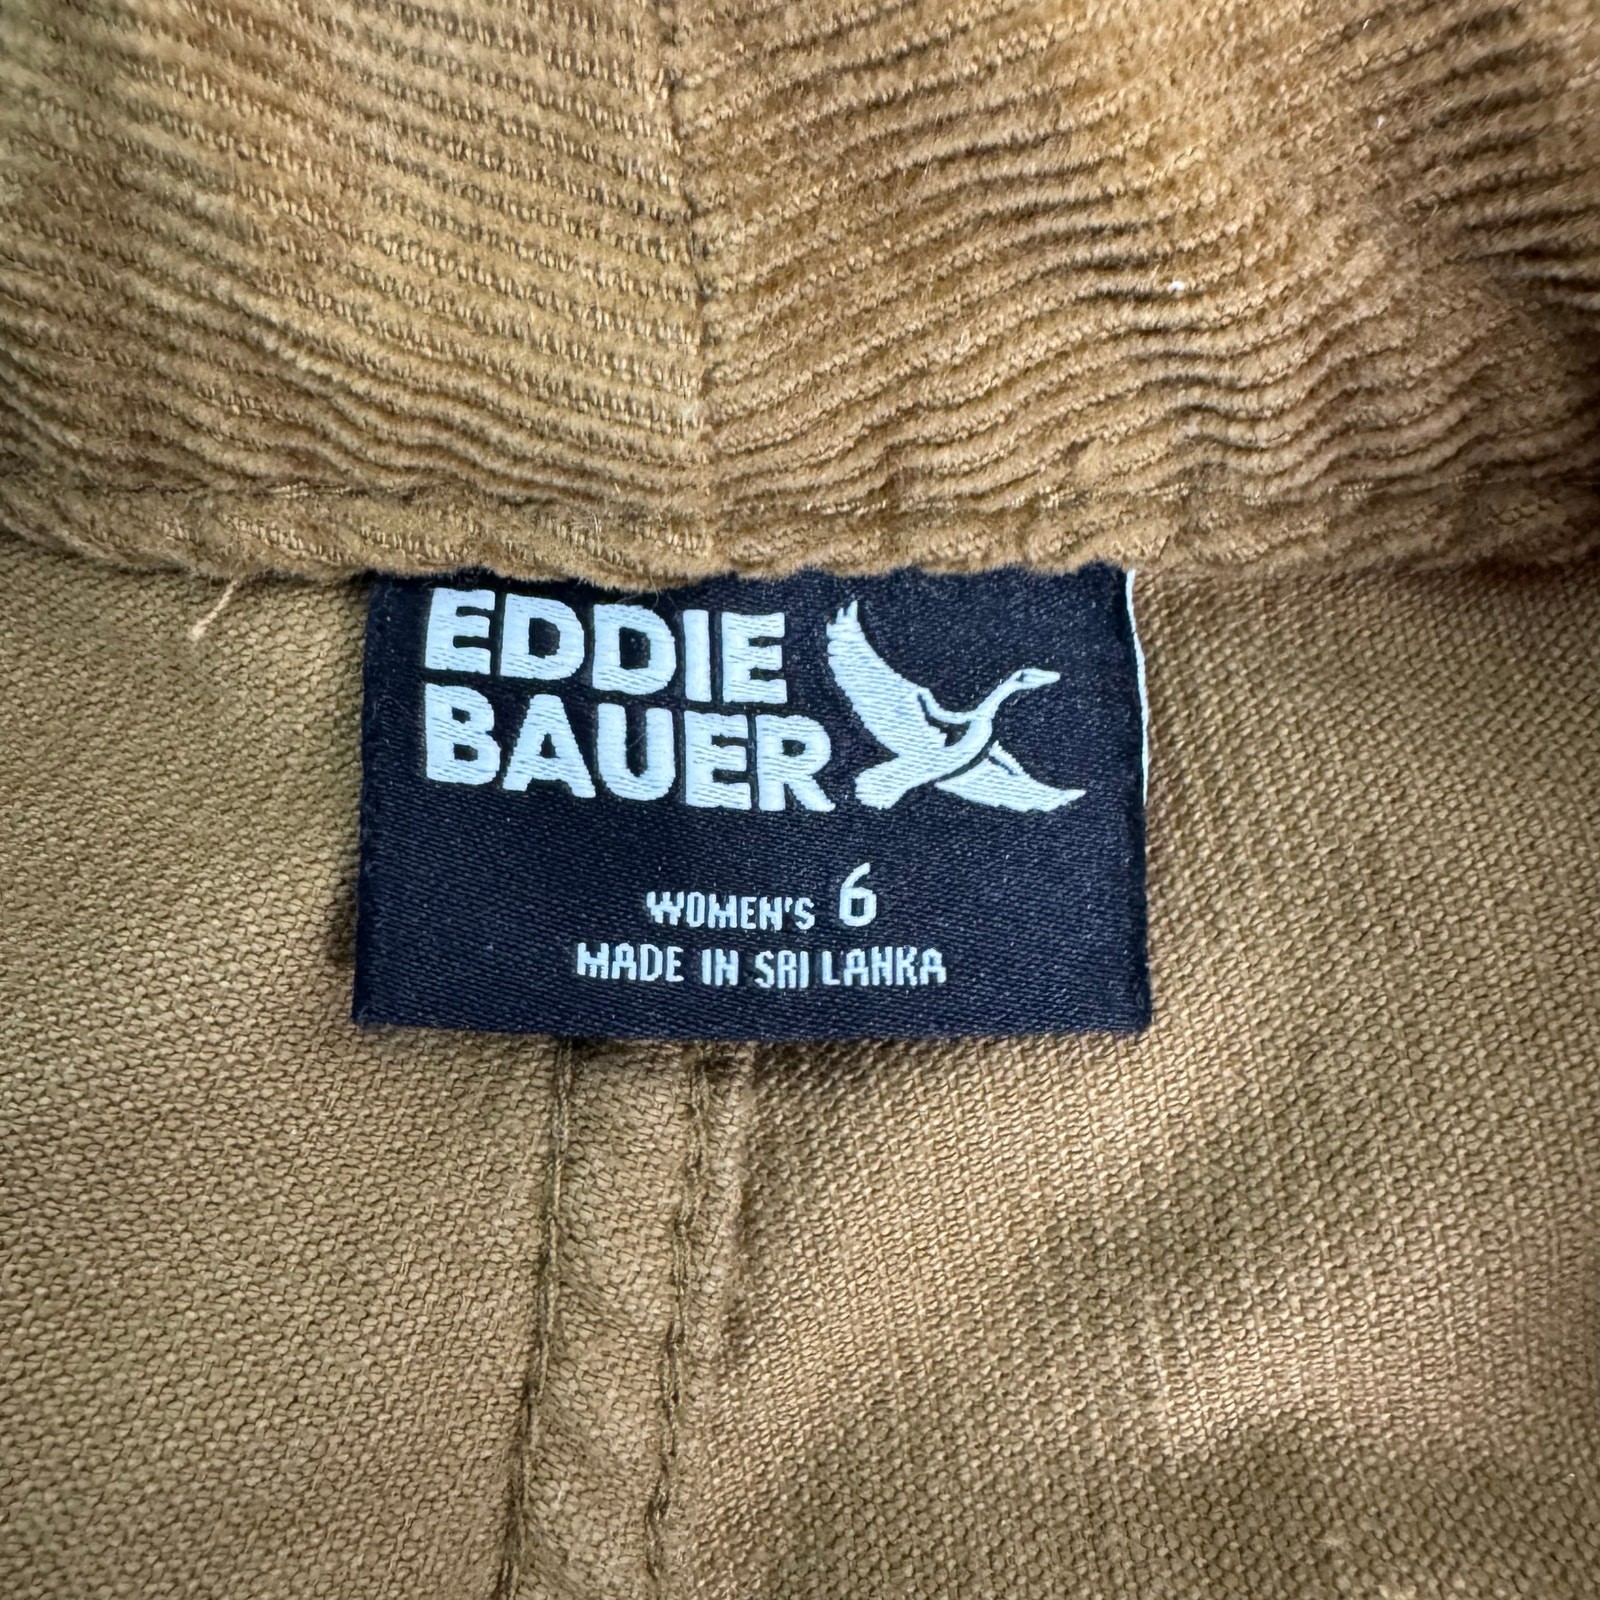 EDDIE
BAUER
WOMEN'S 6
MADE IN SRI LANKA